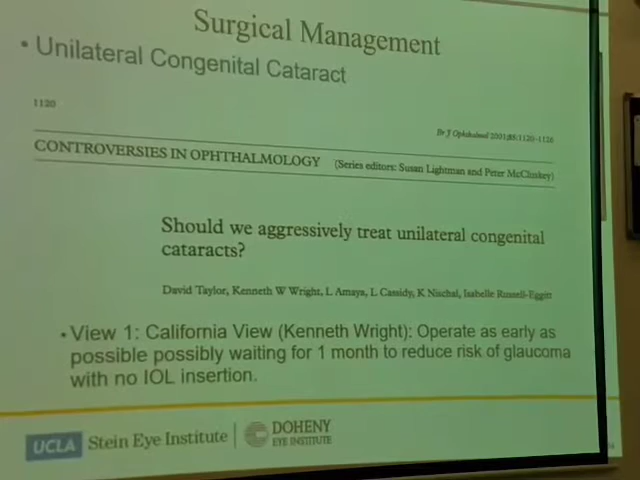 Surgical Management
• Unilateral Congenital Cataract
1120
Br J Ophthalmol 2001;85:1120–1126
CONTROVERSIES IN OPHTHALMOLOGY (Series editors: Susan Lightman and Peter McCluskey)
Should we aggressively treat unilateral congenital
cataracts?
David Taylor, Kenneth W Wright, L Amaya, L Cassidy, K Nischal, Isabelle Russell-Eggitt
• View 1: California View (Kenneth Wright): Operate as early as
possible possibly waiting for 1 month to reduce risk of glaucoma
with no IOL insertion.
UCLA Stein Eye Institute | DOHENY
EYE INSTITUTE